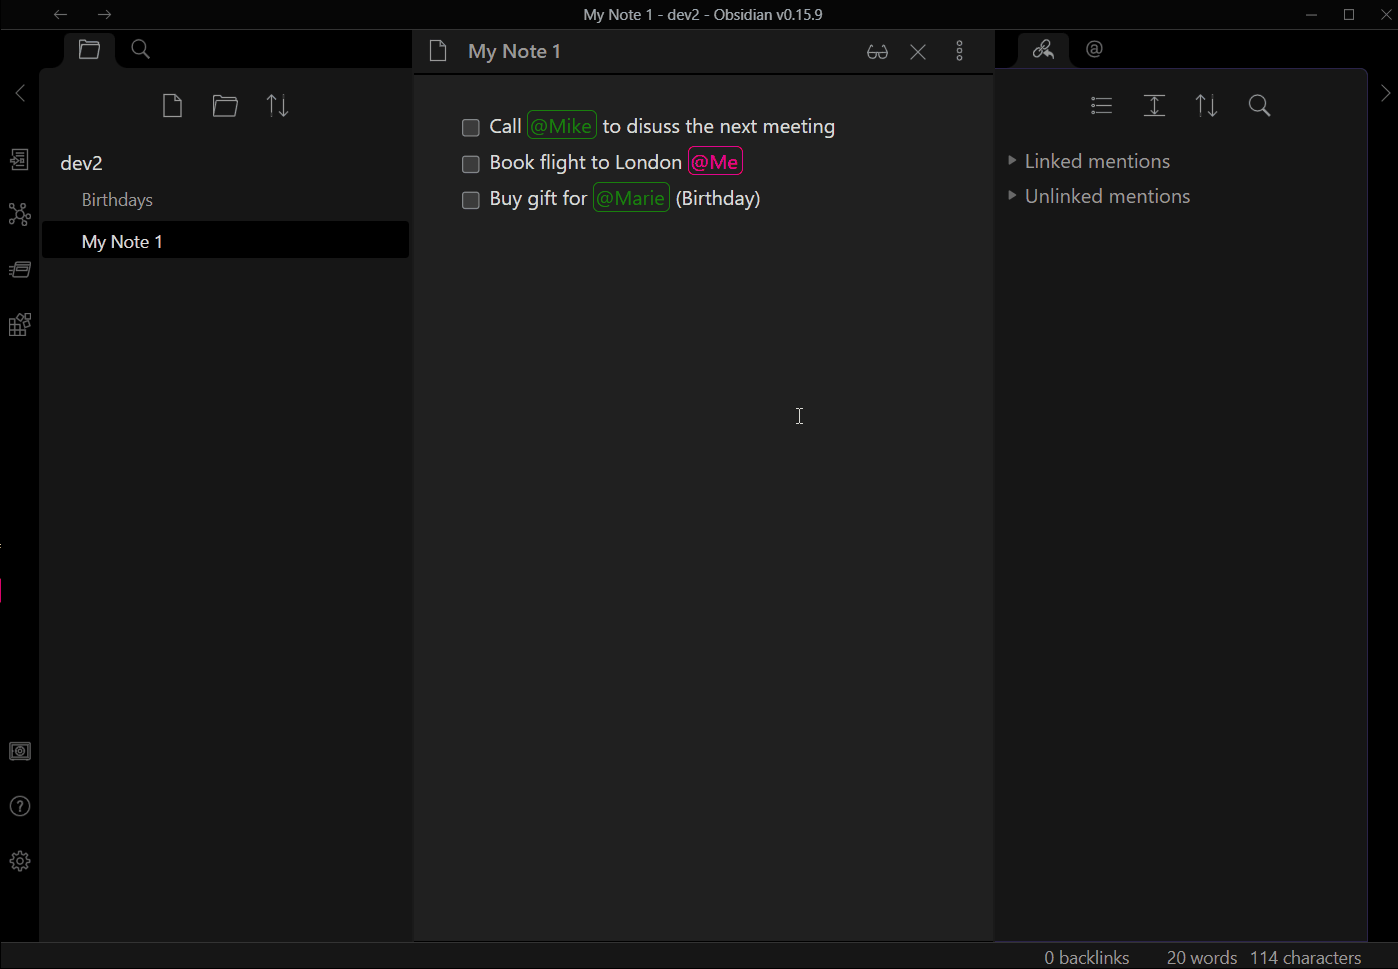 My Note 1 - dev2 - Obsidian v0.15.9
My Note 1
@
dev2
Birthdays
My Note 1
Call @Mike to disuss the next meeting
Book flight to London @Me
Buy gift for @Marie (Birthday)
Linked mentions
Unlinked mentions
0 backlinks 20 words 114 characters